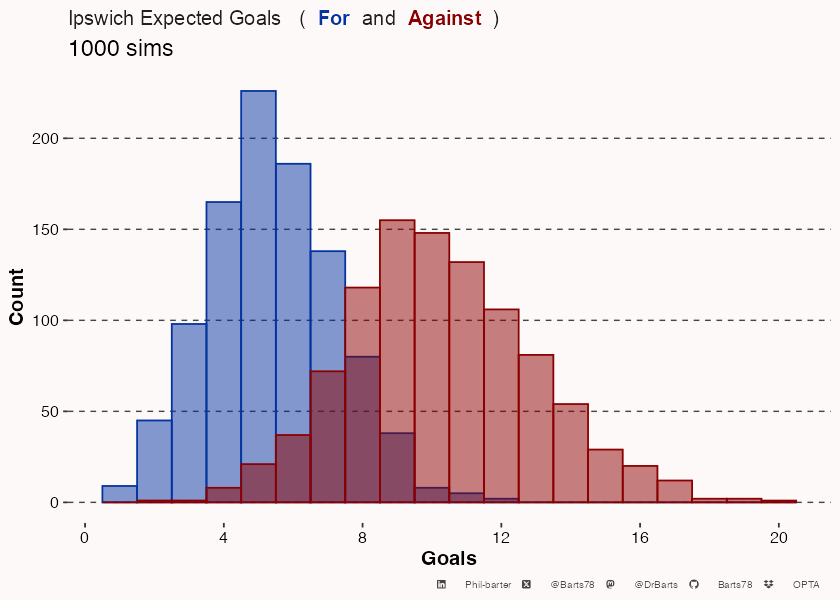 Ipswich Expected Goals ( For and Against )
1000 sims
Count
200
150
100
50
0
0 4 8 12 16 20
Goals
Phil-barter @Barts78 @DrBarts Barts78 OPTA